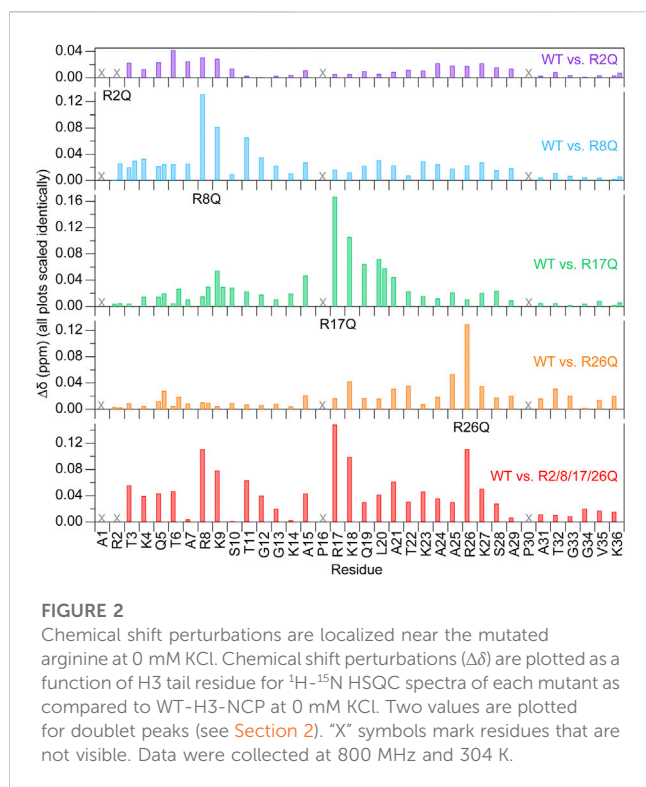 0.04
0.00
X X X X
WT vs. R2Q
R2Q
0.12
0.08
0.04
0.00
X X X
WT vs. R8Q
R8Q
0.16
0.12
0.08
0.04
0.00
X X X
WT vs. R17Q
R17Q
0.12
0.08
0.04
0.00
X X X
WT vs. R26Q
R26Q
0.12
0.08
0.04
0.00
X X X X
WT vs. R2/8/17/26Q
Δδ (ppm) (all plots scaled identically)
A1 R2 T3 K4 Q5 T6 A7 R8 K9 S10 T11 G12 G13 K14 A15 P16 R17 K18 Q19 L20 A21 T22 K23 A24 A25 R26 K27 S28 A29 P30 A31 T32 G33 G34 V35 K36
Residue
FIGURE 2
Chemical shift perturbations are localized near the mutated
arginine at 0 mM KCl. Chemical shift perturbations (Δδ) are plotted as a
function of H3 tail residue for ¹H-¹⁵N HSQC spectra of each mutant as
compared to WT-H3-NCP at 0 mM KCl. Two values are plotted
for doublet peaks (see Section 2). “X” symbols mark residues that are
not visible. Data were collected at 800 MHz and 304 K.